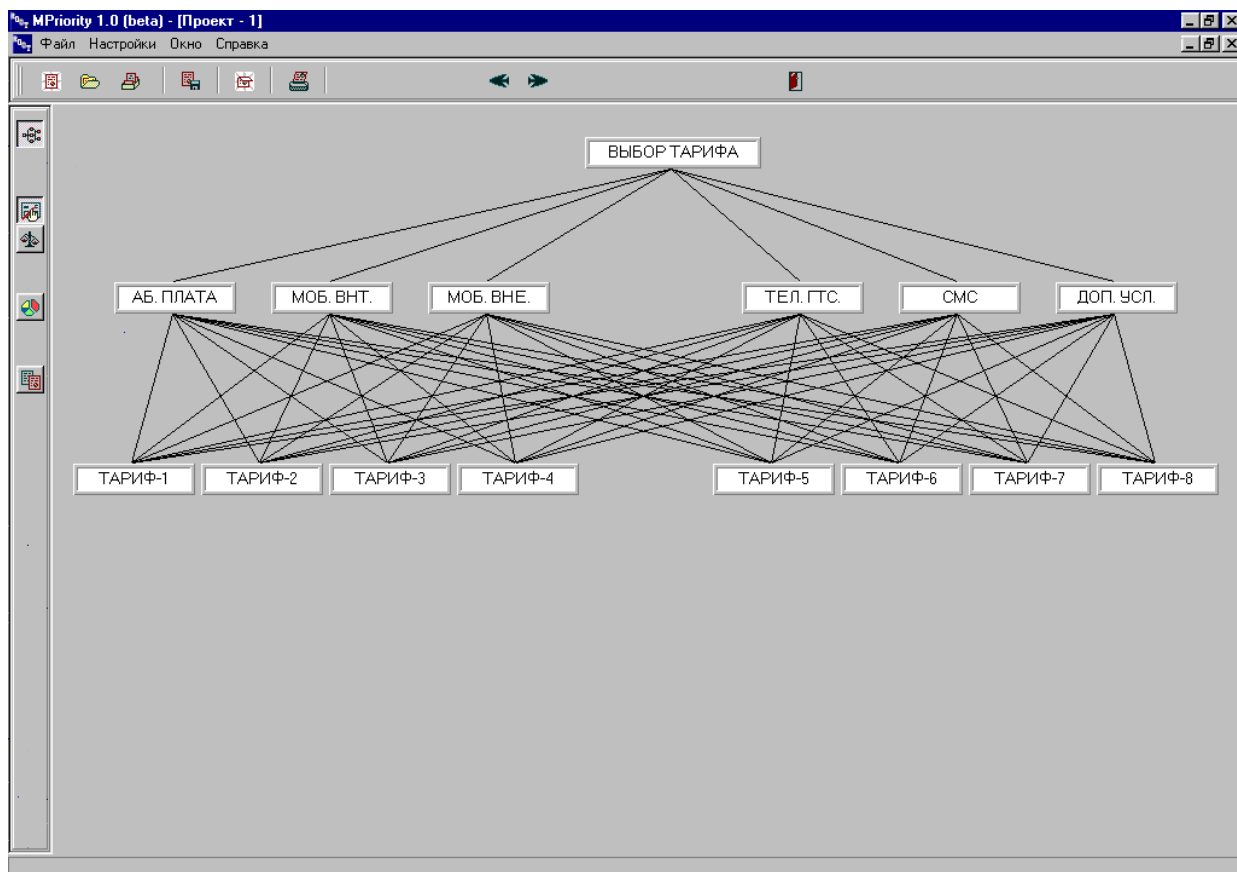 MPriority 1.0 (beta) - [Проект - 1]
Файл Настройки Окно Справка
ВЫБОР ТАРИФА
АБ. ПЛАТА МОБ. ВНТ. МОБ. ВНЕ. ТЕЛ. ГТС. СМС ДОП. УСЛ.
ТАРИФ-1 ТАРИФ-2 ТАРИФ-3 ТАРИФ-4 ТАРИФ-5 ТАРИФ-6 ТАРИФ-7 ТАРИФ-8